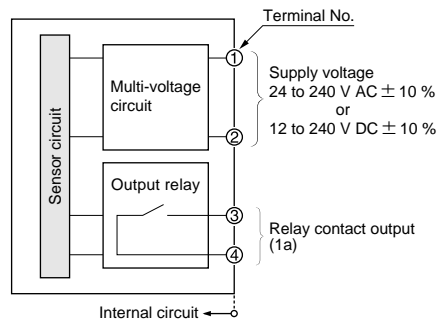 Terminal No.
Sensor circuit
Multi-voltage
circuit
1
2
Supply voltage
24 to 240 V AC ± 10 %
or
12 to 240 V DC ± 10 %
Output relay
3
4
Relay contact output
(1a)
Internal circuit